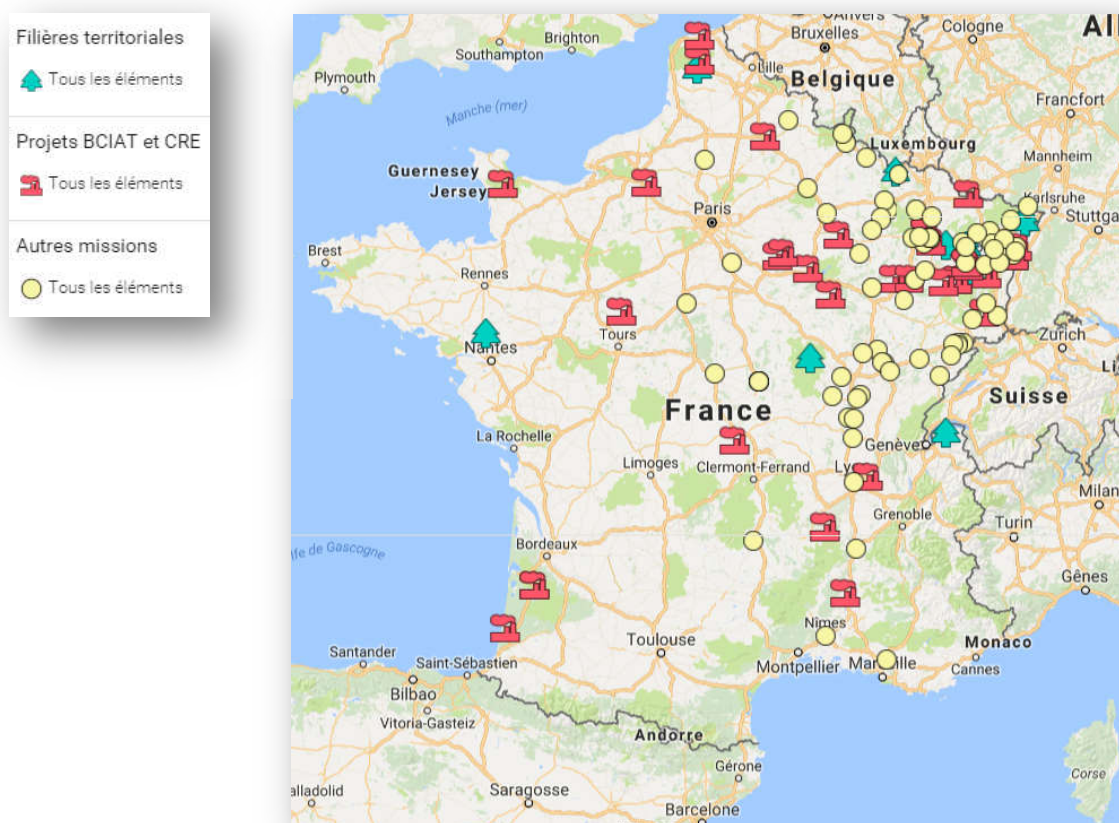 Filières territoriales
Tous les éléments
Projets BCIAT et CRE
Tous les éléments
Autres missions
Tous les éléments
Anvers
Bruxelles
Cologne
Southampton
Brighton
Lille
Plymouth
Belgique
Francfort
Manche (mer)
Luxembourg
Mannheim
Guernesey
Jersey
Karlsruhe
Paris
Brest
Rennes
Tours
Zurich
Nantes
France
Suisse
La Rochelle
Genève
Limoges
Clermont-Ferrand
Milan
Grenoble
Turin
Bordeaux
Gênes
Nîmes
Toulouse
Monaco
Santander
Saint-Sébastien
Montpellier
Cannes
Bilbao
Vitoria-Gasteiz
Andorre
Gérone
Corse
Saragosse
Barcelone